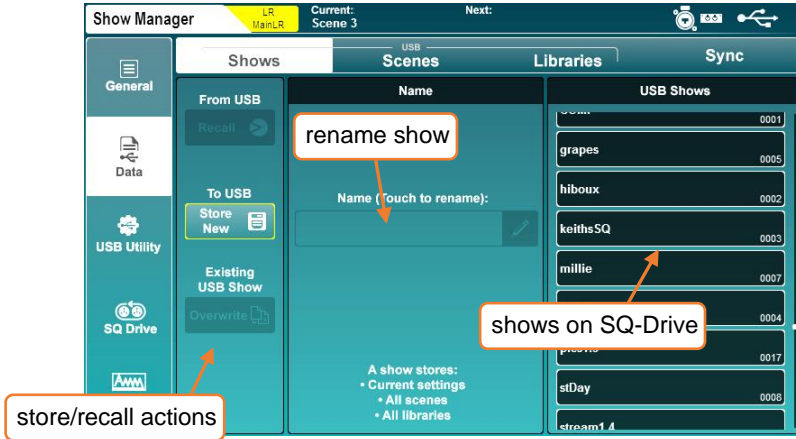 Show Manager
LR
MainLR
Current:
Scene 3
Next:
General
Data
USB Utility
SQ Drive
Shows
USB
Scenes
Libraries
Sync
From USB
Recall
To USB
Store
New
Existing
USB Show
Overwrite
Name
Name (Touch to rename):
A show stores:
• Current settings
• All scenes
• All libraries
USB Shows
0001
grapes
0005
hiboux
0002
keithsSQ
0003
millie
0007
0004
0017
stDay
0008
stream1.4
rename show
shows on SQ-Drive
store/recall actions